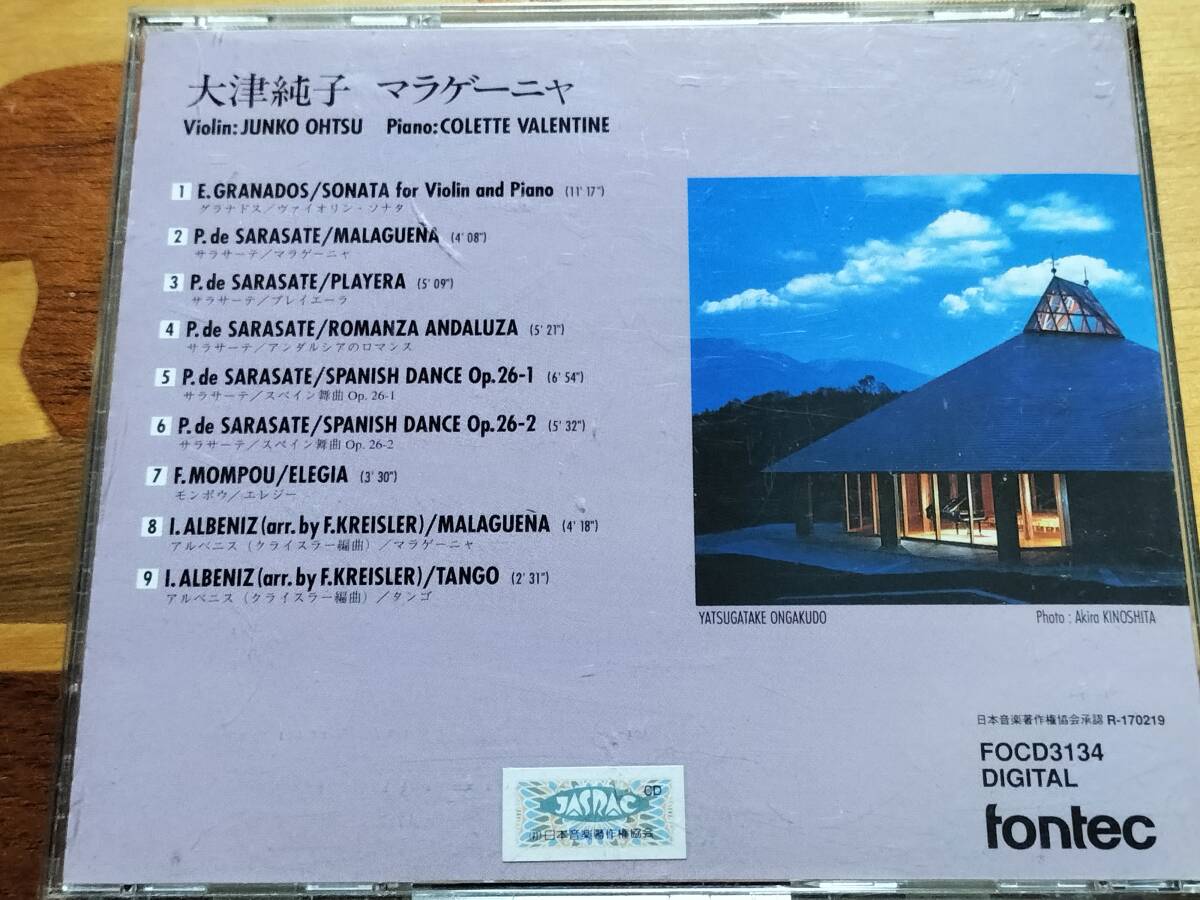 大津純子 マラゲーニャ
Violin:JUNKO OHTSU Piano:COLETTE VALENTINE
1 E.GRANADOS/SONATA for Violin and Piano (11'17")
グラナドス/ヴァイオリン・ソナタ
2 P.de SARASATE/MALAGUEÑA (4'08")
サラサーテ/マラゲーニャ
3 P.de SARASATE/PLAYERA (5'09")
サラサーテ/プレイエーラ
4 P.de SARASATE/ROMANZA ANDALUZA (5'21")
サラサーテ/アンダルシアのロマンス
5 P.de SARASATE/SPANISH DANCE Op.26-1 (6'54")
サラサーテ/スペイン舞曲 Op. 26-1
6 P.de SARASATE/SPANISH DANCE Op.26-2 (5'32")
サラサーテ/スペイン舞曲 Op. 26-2
7 F.MOMPOU/ELEGIA (3'30")
モンポウ/エレジー
8 I.ALBENIZ(arr. by F.KREISLER)/MALAGUEÑA (4'18")
アルベニス(クライスラー編曲)/マラゲーニャ
9 I.ALBENIZ(arr. by F.KREISLER)/TANGO (2'31")
アルベニス(クライスラー編曲)/タンゴ
YATSUGATAKE ONGAKUDO Photo : Akira KINOSHITA
日本音楽著作権協会承認 R-170219
FOCD3134
DIGITAL
fontec
JASRAC CD
(社)日本音楽著作権協会